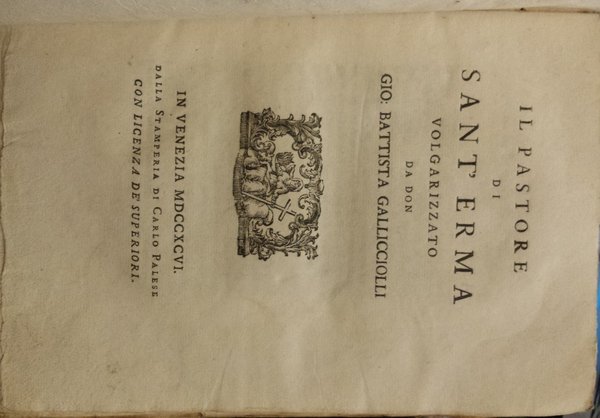 IL PASTORE
DI
SANT' ERMA
VOLGARIZZATO
DA DON
GIO: BATTISTA GALLICCIOLLI
IN VENEZIA MDCCXCVI.
DALLA STAMPERIA DI CARLO PALESE
CON LICENZA DE' SUPERIORI.